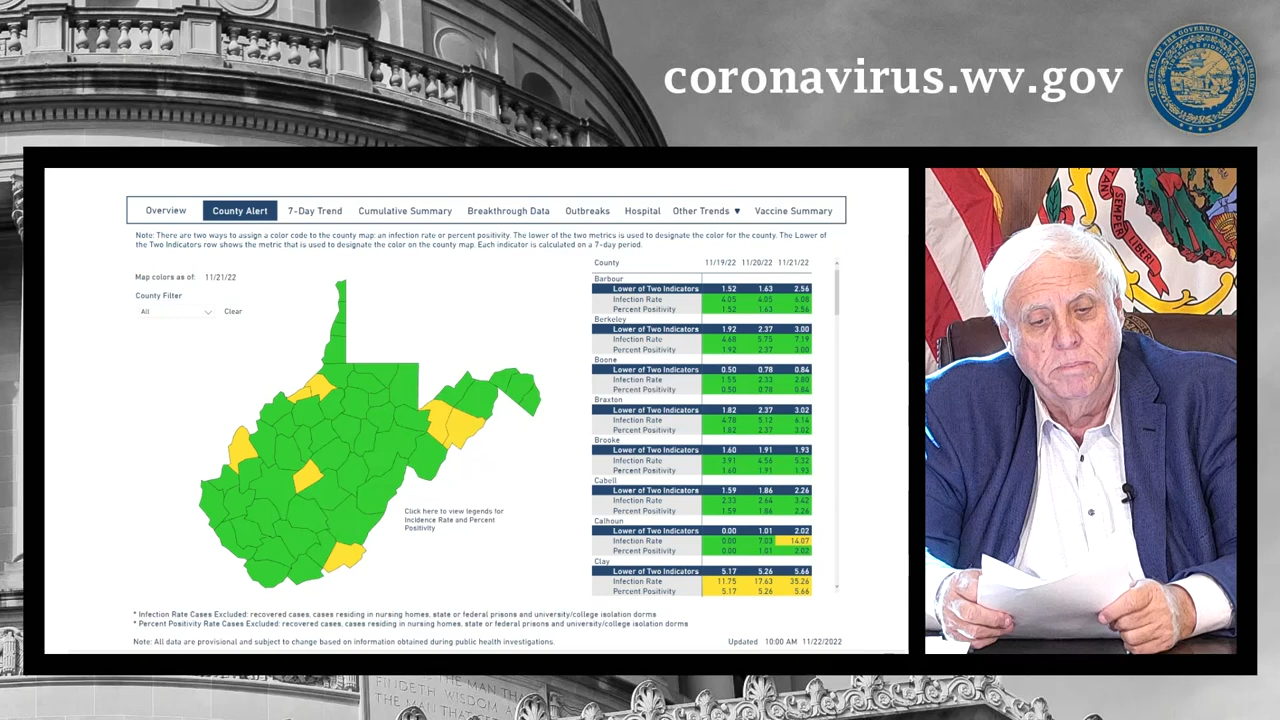 coronavirus.wv.gov
THE SEAL OF THE GOVERNOR OF WEST VIRGINIA
Overview County Alert 7-Day Trend Cumulative Summary Breakthrough Data Outbreaks Hospital Other Trends ▼ Vaccine Summary
Note: There are two ways to assign a color code to the county map: an infection rate or percent positivity. The lower of the two metrics is used to designate the color for the county. The Lower of
the Two Indicators row shows the metric that is used to designate the color on the county map. Each indicator is calculated on a 7-day period.
Map colors as of: 11/21/22
County Filter
All Clear
Click here to view legends for
Incidence Rate and Percent
Positivity
County 11/19/22 11/20/22 11/21/22
Barbour
Lower of Two Indicators 1.52 1.63 2.56
Infection Rate 4.05 4.05 6.08
Percent Positivity 1.52 1.63 2.56
Berkeley
Lower of Two Indicators 1.92 2.37 3.00
Infection Rate 4.68 5.75 7.19
Percent Positivity 1.92 2.37 3.00
Boone
Lower of Two Indicators 0.50 0.78 0.84
Infection Rate 1.55 2.33 2.80
Percent Positivity 0.50 0.78 0.84
Braxton
Lower of Two Indicators 1.82 2.37 3.02
Infection Rate 4.78 5.12 6.14
Percent Positivity 1.82 2.37 3.02
Brooke
Lower of Two Indicators 1.60 1.91 1.93
Infection Rate 3.91 4.56 5.32
Percent Positivity 1.60 1.91 1.93
Cabell
Lower of Two Indicators 1.59 1.86 2.26
Infection Rate 2.33 2.64 3.42
Percent Positivity 1.59 1.86 2.26
Calhoun
Lower of Two Indicators 0.00 1.01 2.02
Infection Rate 0.00 7.03 14.07
Percent Positivity 0.00 1.01 2.02
Clay
Lower of Two Indicators 5.17 5.26 5.66
Infection Rate 11.75 17.63 35.26
Percent Positivity 5.17 5.26 5.66
* Infection Rate Cases Excluded: recovered cases, cases residing in nursing homes, state or federal prisons and university/college isolation dorms
* Percent Positivity Rate Cases Excluded: recovered cases, cases residing in nursing homes, state or federal prisons and university/college isolation dorms
Note: All data are provisional and subject to change based on information obtained during public health investigations.
Updated 10:00 AM 11/22/2022
SEMPER LIBERI
WISDOM
THE MAN